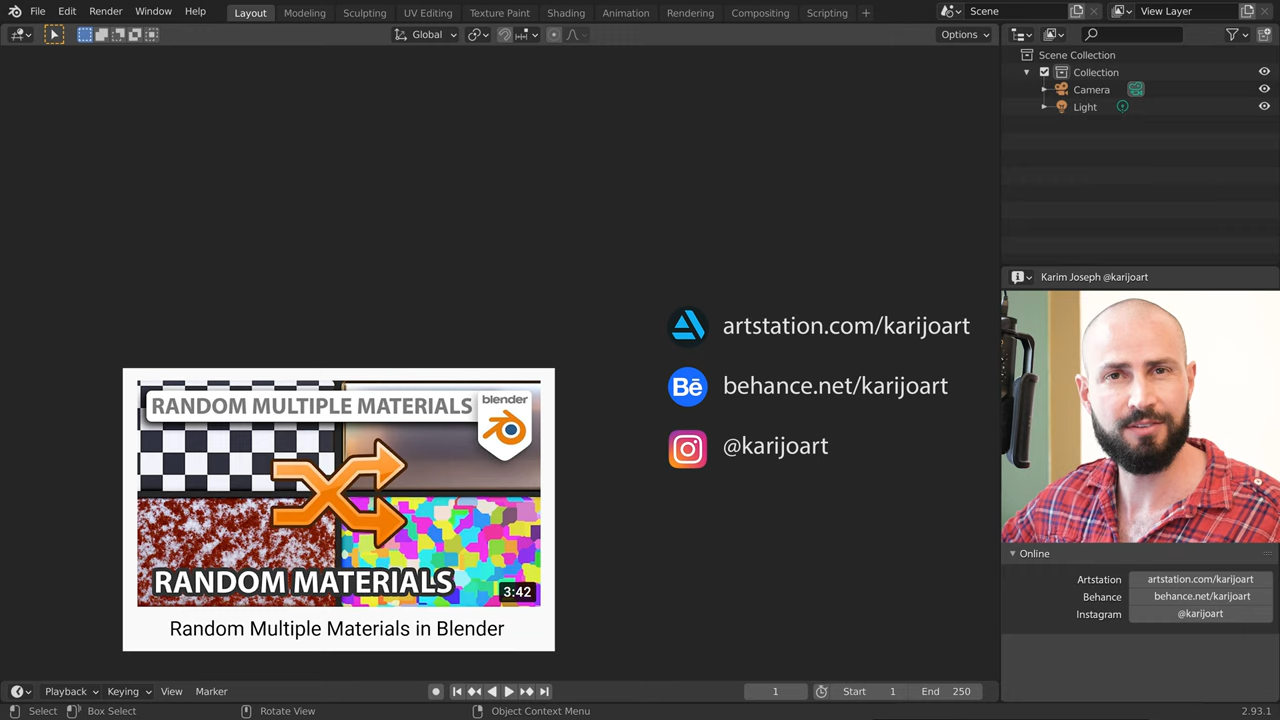 File Edit Render Window Help Layout Modeling Sculpting UV Editing Texture Paint Shading Animation Rendering Compositing Scripting + Scene View Layer
Global Options
Scene Collection
Collection
Camera
Light
Karim Joseph @karijoart
artstation.com/karijoart
behance.net/karijoart
@karijoart
RANDOM MULTIPLE MATERIALS
blender
RANDOM MATERIALS
3:42
Random Multiple Materials in Blender
Online
Artstation artstation.com/karijoart
Behance behance.net/karijoart
Instagram @karijoart
Playback Keying View Marker 1 Start 1 End 250
Select Box Select Rotate View Object Context Menu 2.93.1